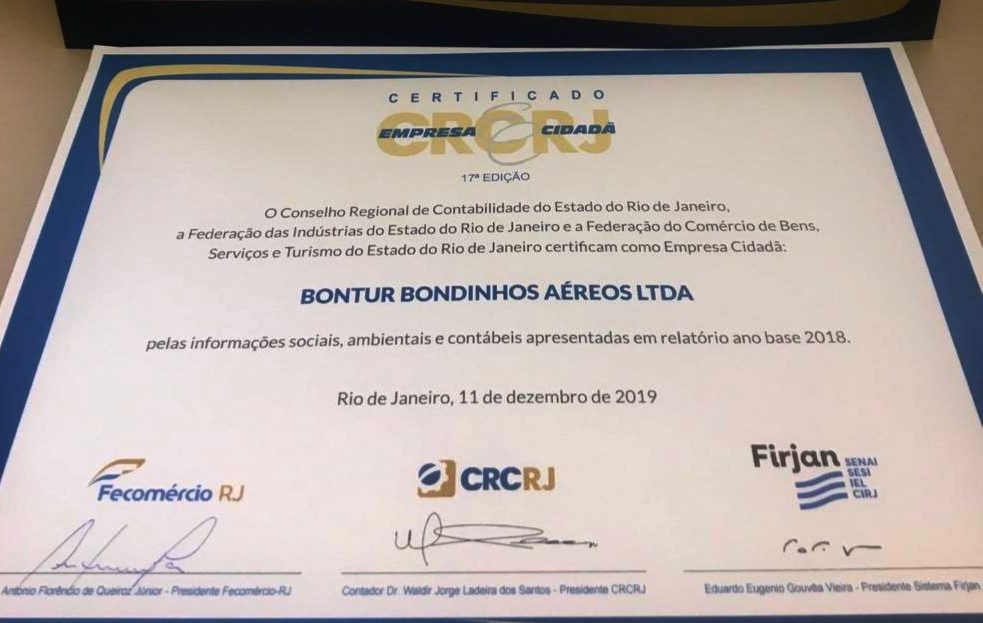 CERTIFICADO
CRCRJ
EMPRESA CIDADÃ
17ª EDIÇÃO
O Conselho Regional de Contabilidade do Estado do Rio de Janeiro,
a Federação das Indústrias do Estado do Rio de Janeiro e a Federação do Comércio de Bens,
Serviços e Turismo do Estado do Rio de Janeiro certificam como Empresa Cidadã:
BONTUR BONDINHOS AÉREOS LTDA
pelas informações sociais, ambientais e contábeis apresentadas em relatório ano base 2018.
Rio de Janeiro, 11 de dezembro de 2019
Fecomércio RJ
CRCRJ
Firjan SENAI
SESI
IEL
CIRJ
Antônio Florêncio de Queiroz Júnior - Presidente Fecomércio-RJ
Contador Dr. Waldir Jorge Ladeira dos Santos - Presidente CRCRJ
Eduardo Eugenio Gouvêa Vieira - Presidente Sistema Firjan